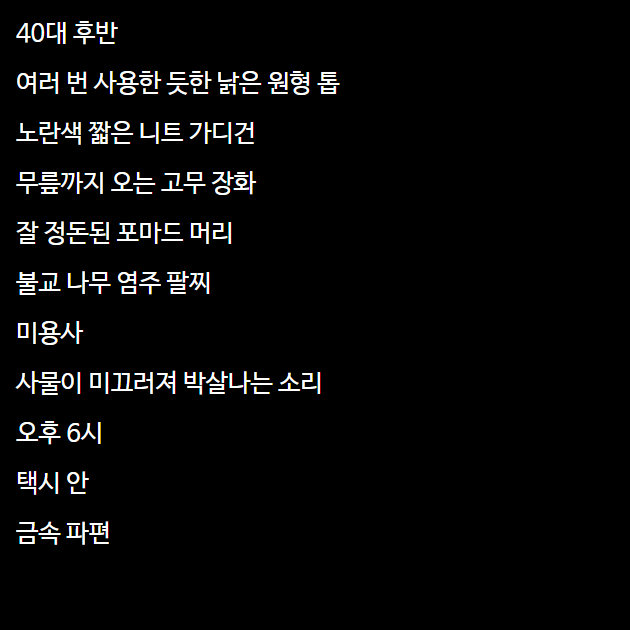 40대 후반
여러 번 사용한 듯한 낡은 원형 톱
노란색 짧은 니트 가디건
무릎까지 오는 고무 장화
잘 정돈된 포마드 머리
불교 나무 염주 팔찌
미용사
사물이 미끄러져 박살나는 소리
오후 6시
택시 안
금속 파편